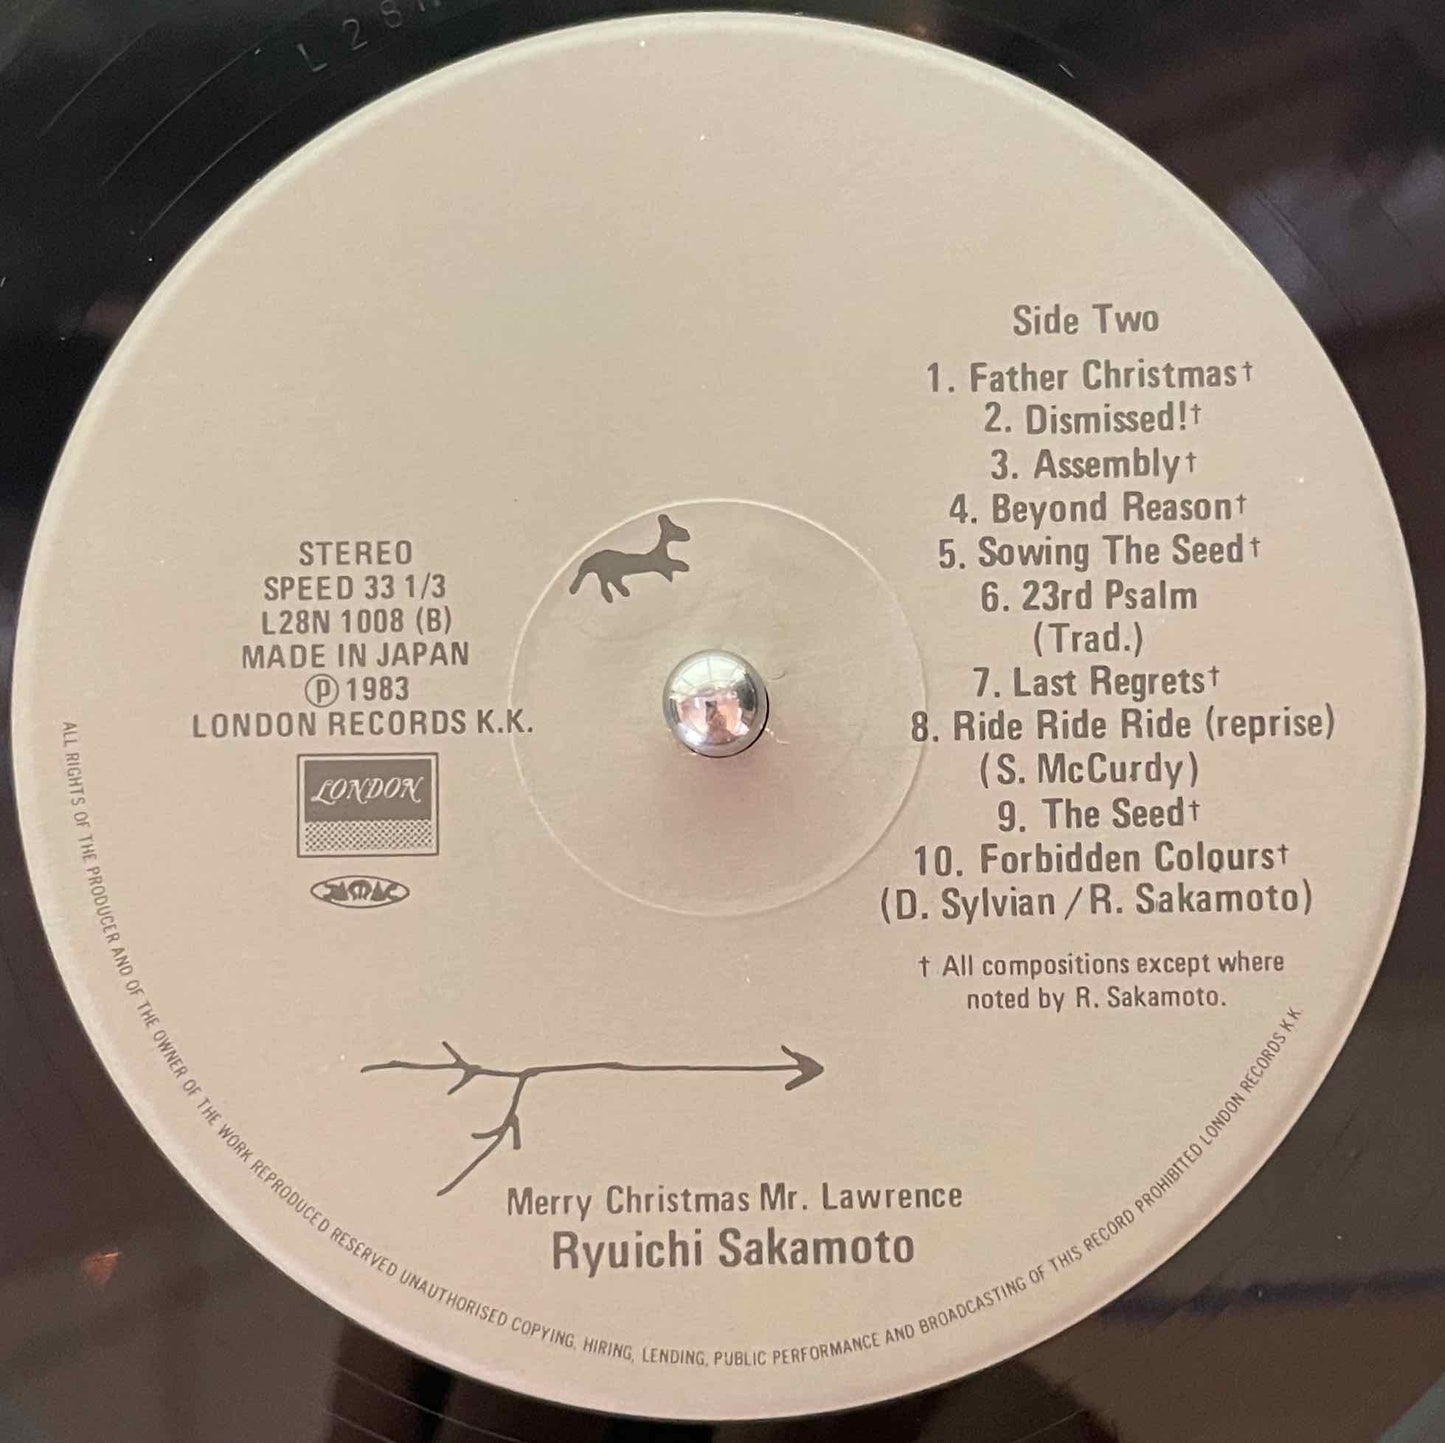 L 28
Side Two
1. Father Christmas†
2. Dismissed!†
3. Assembly†
4. Beyond Reason†
5. Sowing The Seed†
6. 23rd Psalm
(Trad.)
7. Last Regrets†
8. Ride Ride Ride (reprise)
(S. McCurdy)
9. The Seed†
10. Forbidden Colours†
(D. Sylvian / R. Sakamoto)
† All compositions except where
noted by R. Sakamoto.
STEREO
SPEED 33 1/3
L28N 1008 (B)
MADE IN JAPAN
Ⓟ 1983
LONDON RECORDS K.K.
LONDON
Merry Christmas Mr. Lawrence
Ryuichi Sakamoto
ALL RIGHTS OF THE PRODUCER AND OF THE OWNER OF THE WORK REPRODUCED RESERVED UNAUTHORISED COPYING, HIRING, LENDING, PUBLIC PERFORMANCE AND BROADCASTING OF THIS RECORD PROHIBITED LONDON RECORDS K.K.